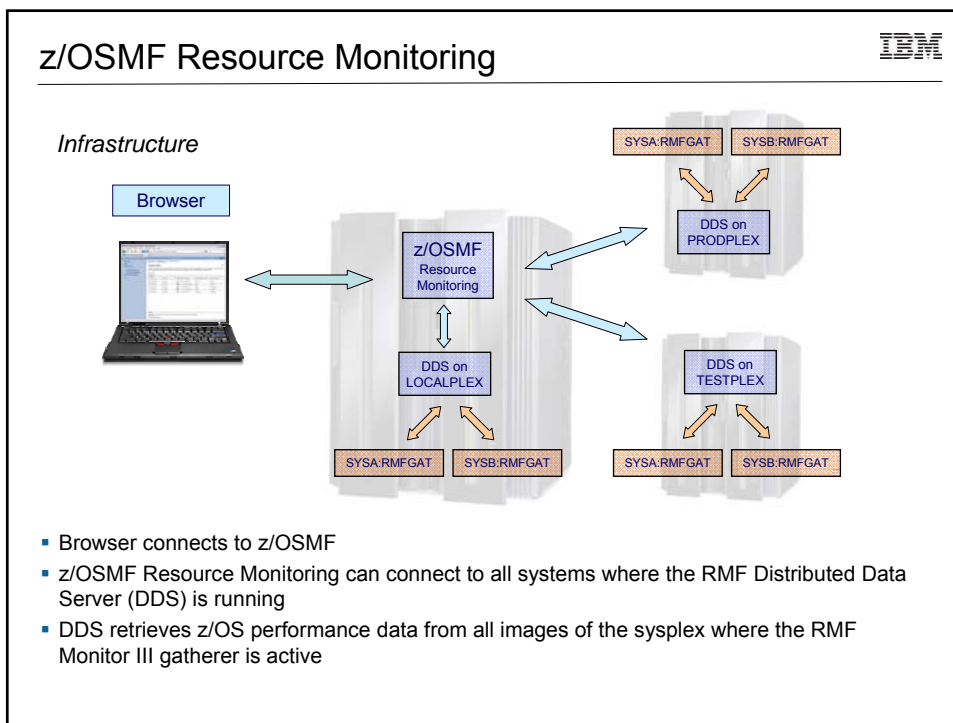 z/OSMF Resource Monitoring
IBM
Infrastructure
Browser
z/OSMF
Resource
Monitoring
DDS on
LOCALPLEX
SYSA:RMFGAT
SYSB:RMFGAT
SYSA:RMFGAT
SYSB:RMFGAT
DDS on
PRODPLEX
DDS on
TESTPLEX
SYSA:RMFGAT
SYSB:RMFGAT
▪ Browser connects to z/OSMF
▪ z/OSMF Resource Monitoring can connect to all systems where the RMF Distributed Data
Server (DDS) is running
▪ DDS retrieves z/OS performance data from all images of the sysplex where the RMF
Monitor III gatherer is active